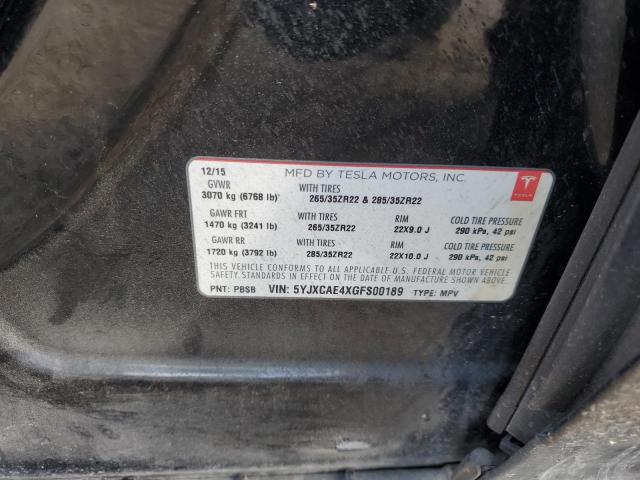 12/15 MFD BY TESLA MOTORS, INC.
GVWR WITH TIRES
3070 kg (6768 lb) 265/35ZR22 & 285/35ZR22
GAWR FRT WITH TIRES RIM COLD TIRE PRESSURE
1470 kg (3241 lb) 265/35ZR22 22X9.0 J 290 kPa, 42 psi
GAWR RR WITH TIRES RIM COLD TIRE PRESSURE
1720 kg (3792 lb) 285/35ZR22 22X10.0 J 290 kPa, 42 psi
THIS VEHICLE CONFORMS TO ALL APPLICABLE U.S. FEDERAL MOTOR VEHICLE
SAFETY STANDARDS IN EFFECT ON THE DATE OF MANUFACTURE SHOWN ABOVE.
PNT: PBSB VIN: 5YJXCAE4XGFS00189 TYPE: MPV
TESLA